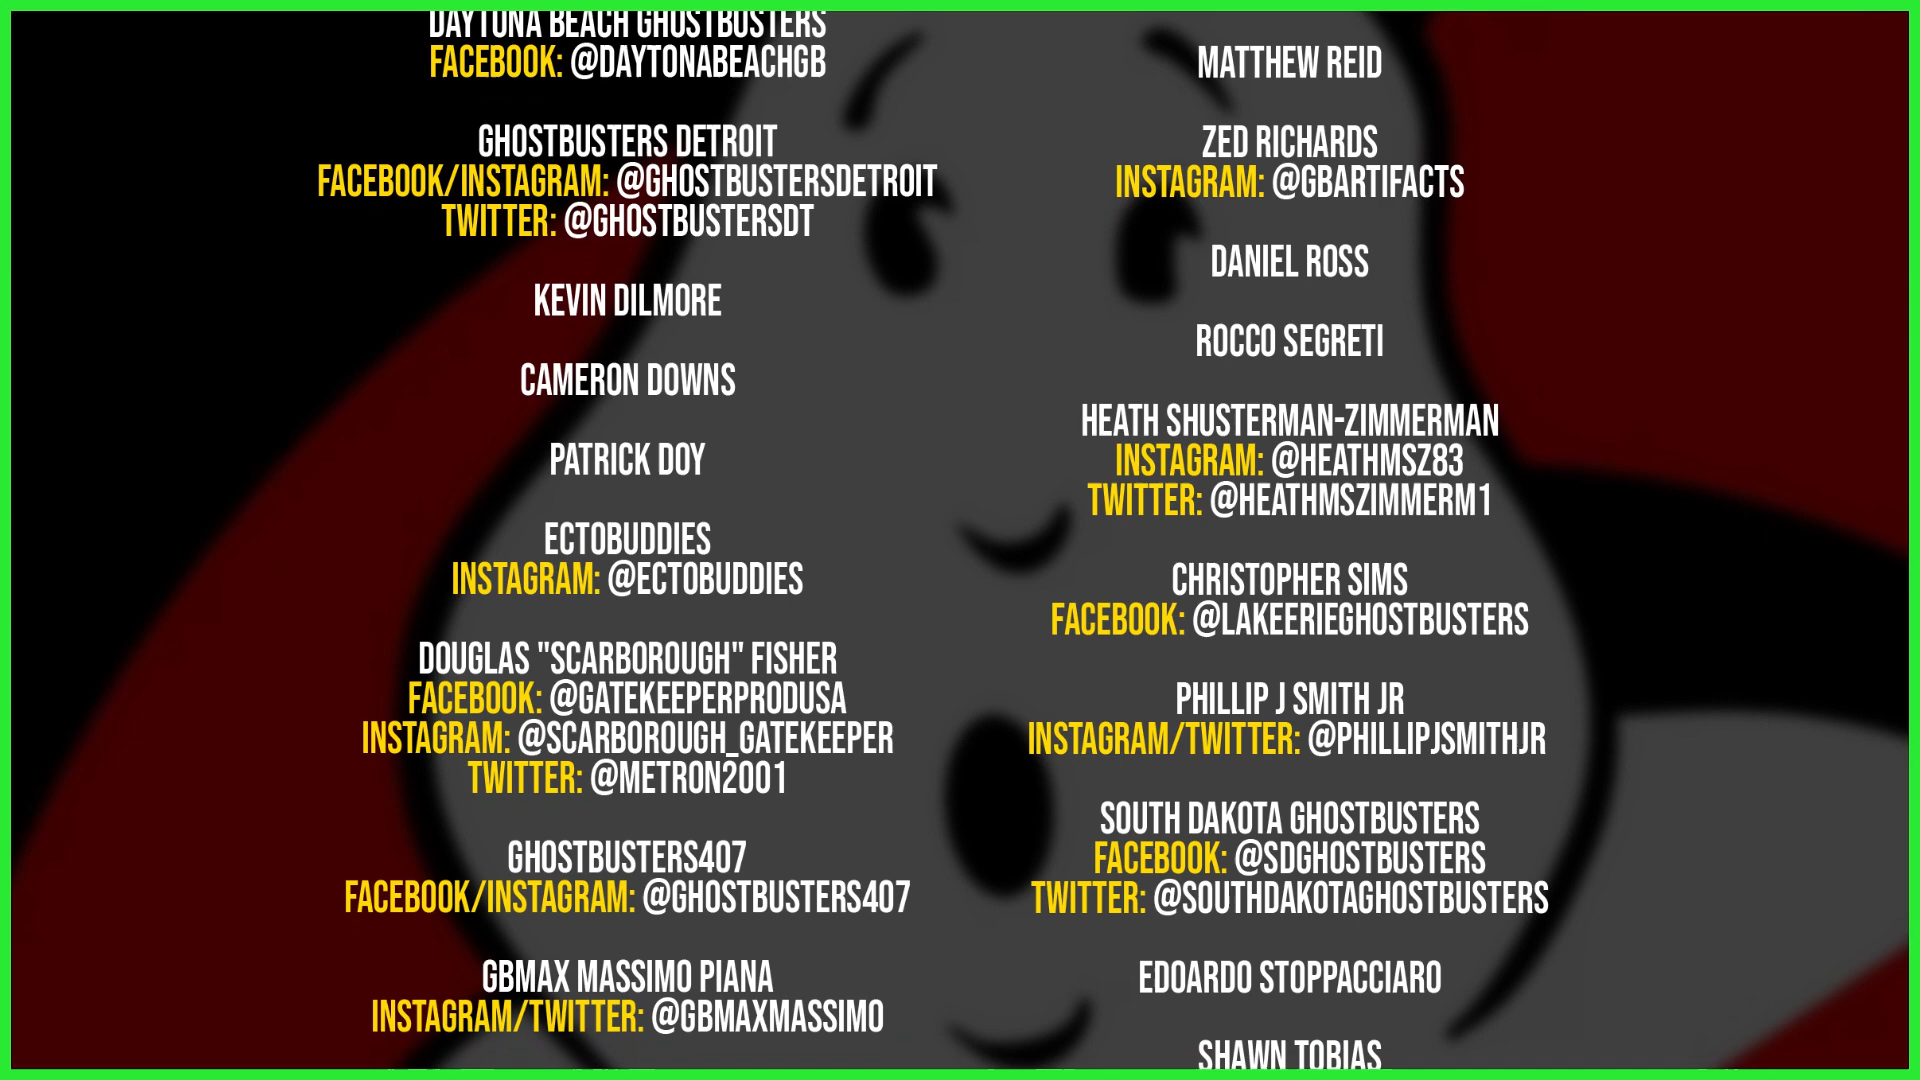 DAYTONA BEACH GHOSTBUSTERS
FACEBOOK: @DAYTONABEACHGB
GHOSTBUSTERS DETROIT
FACEBOOK/INSTAGRAM: @GHOSTBUSTERSDETROIT
TWITTER: @GHOSTBUSTERSDT
KEVIN DILMORE
CAMERON DOWNS
PATRICK DOY
ECTOBUDDIES
INSTAGRAM: @ECTOBUDDIES
DOUGLAS "SCARBOROUGH" FISHER
FACEBOOK: @GATEKEEPERPRODUSA
INSTAGRAM: @SCARBOROUGH_GATEKEEPER
TWITTER: @METRON2001
GHOSTBUSTERS407
FACEBOOK/INSTAGRAM: @GHOSTBUSTERS407
GBMAX MASSIMO PIANA
INSTAGRAM/TWITTER: @GBMAXMASSIMO
MATTHEW REID
ZED RICHARDS
INSTAGRAM: @GBARTIFACTS
DANIEL ROSS
ROCCO SEGRETI
HEATH SHUSTERMAN-ZIMMERMAN
INSTAGRAM: @HEATHMSZ83
TWITTER: @HEATHMSZIMMERM1
CHRISTOPHER SIMS
FACEBOOK: @LAKEERIEGHOSTBUSTERS
PHILLIP J SMITH JR
INSTAGRAM/TWITTER: @PHILLIPJSMITHJR
SOUTH DAKOTA GHOSTBUSTERS
FACEBOOK: @SDGHOSTBUSTERS
TWITTER: @SOUTHDAKOTAGHOSTBUSTERS
EDOARDO STOPPACCIARO
SHAWN TOBIAS